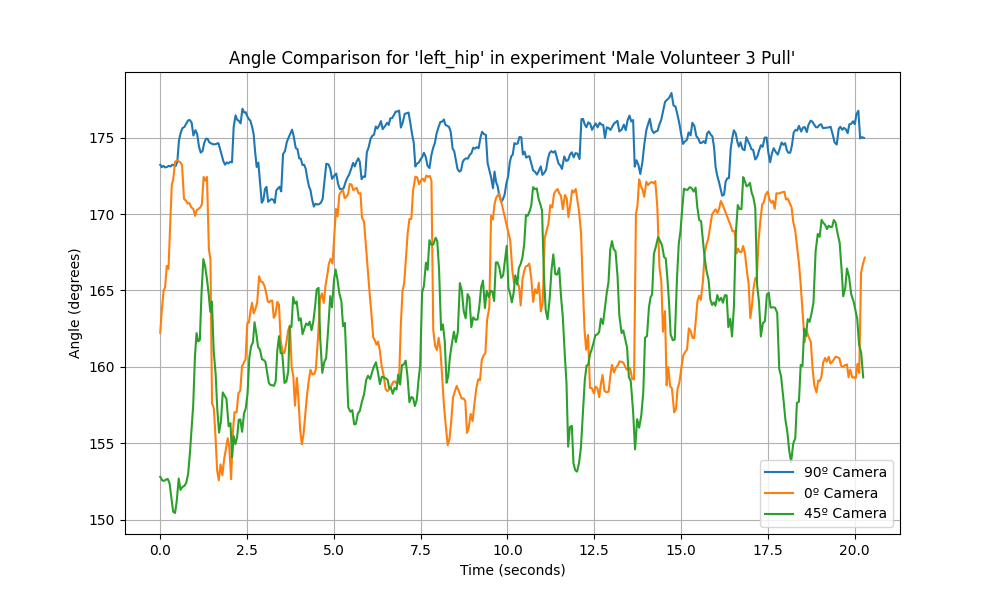 Angle Comparison for 'left_hip' in experiment 'Male Volunteer 3 Pull'
Angle (degrees)
175
170
165
160
155
150
90º Camera
0º Camera
45º Camera
0.0 2.5 5.0 7.5 10.0 12.5 15.0 17.5 20.0
Time (seconds)